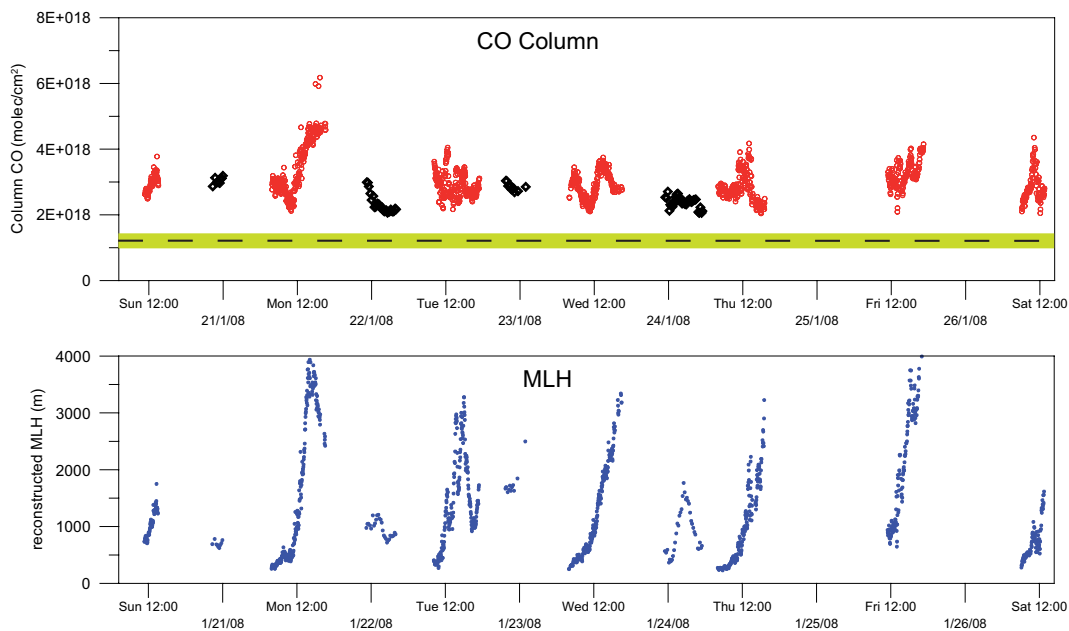 CO Column
Column CO (molec/cm²)
8E+018
6E+018
4E+018
2E+018
0
Sun 12:00 Mon 12:00 Tue 12:00 Wed 12:00 Thu 12:00 Fri 12:00 Sat 12:00
21/1/08 22/1/08 23/1/08 24/1/08 25/1/08 26/1/08
MLH
reconstructed MLH (m)
4000
3000
2000
1000
0
Sun 12:00 Mon 12:00 Tue 12:00 Wed 12:00 Thu 12:00 Fri 12:00 Sat 12:00
1/21/08 1/22/08 1/23/08 1/24/08 1/25/08 1/26/08